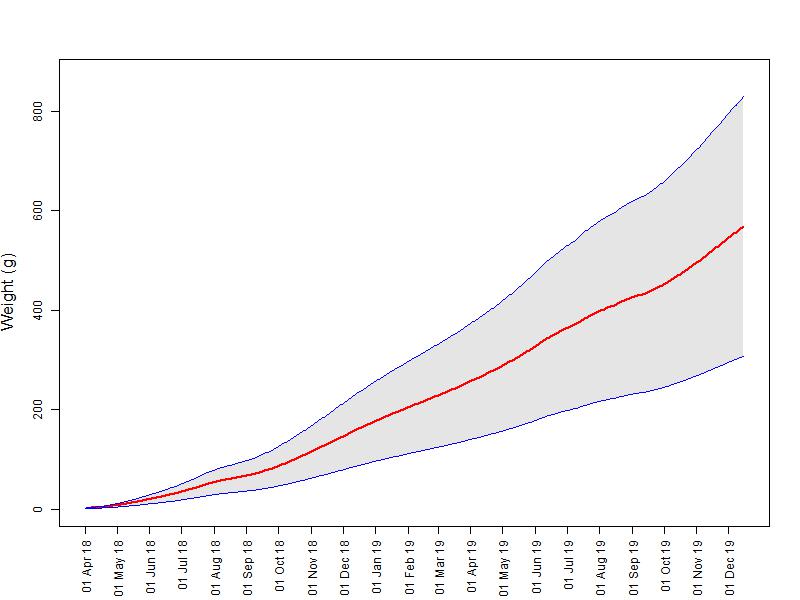 Weight (g)
800
600
400
200
0
01 Apr 18
01 May 18
01 Jun 18
01 Jul 18
01 Aug 18
01 Sep 18
01 Oct 18
01 Nov 18
01 Dec 18
01 Jan 19
01 Feb 19
01 Mar 19
01 Apr 19
01 May 19
01 Jun 19
01 Jul 19
01 Aug 19
01 Sep 19
01 Oct 19
01 Nov 19
01 Dec 19